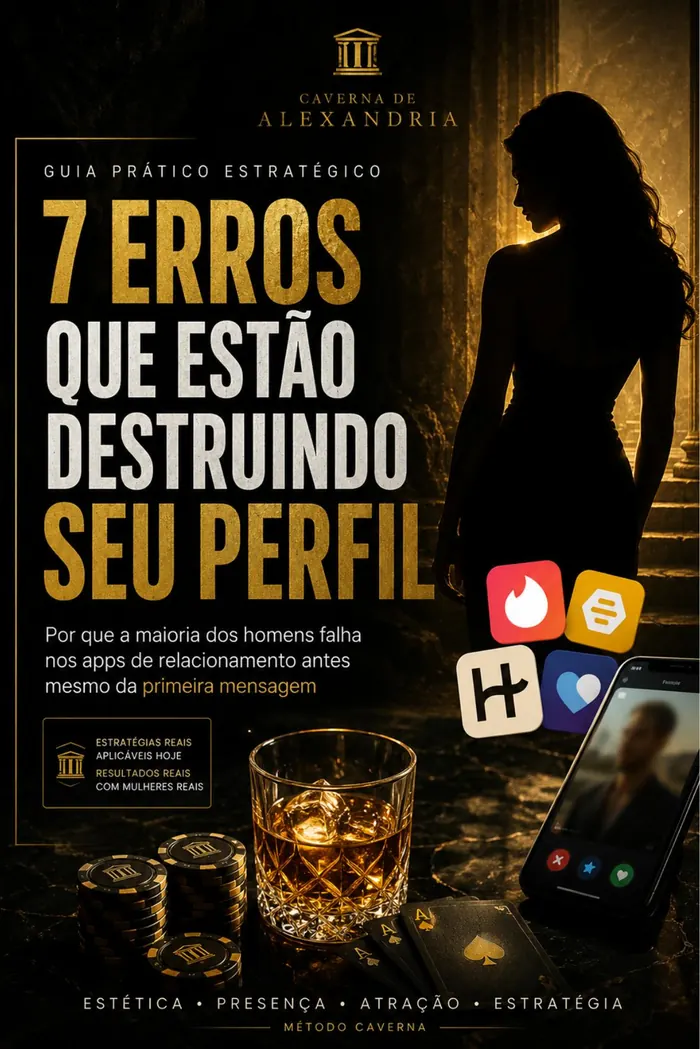 CAVERNA DE
ALEXANDRIA
GUIA PRÁTICO ESTRATÉGICO
7 ERROS
QUE ESTÃO
DESTRUINDO
SEU PERFIL
Por que a maioria dos homens falha
nos apps de relacionamento antes
mesmo da primeira mensagem
ESTRATÉGIAS REAIS
APLICÁVEIS HOJE
RESULTADOS REAIS
COM MULHERES REAIS
A
A
A
ESTÉTICA • PRESENÇA • ATRAÇÃO • ESTRATÉGIA
MÉTODO CAVERNA